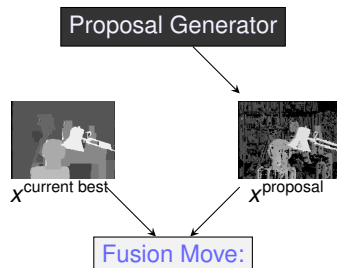 Proposal Generator
x^current best
x^proposal
Fusion Move: